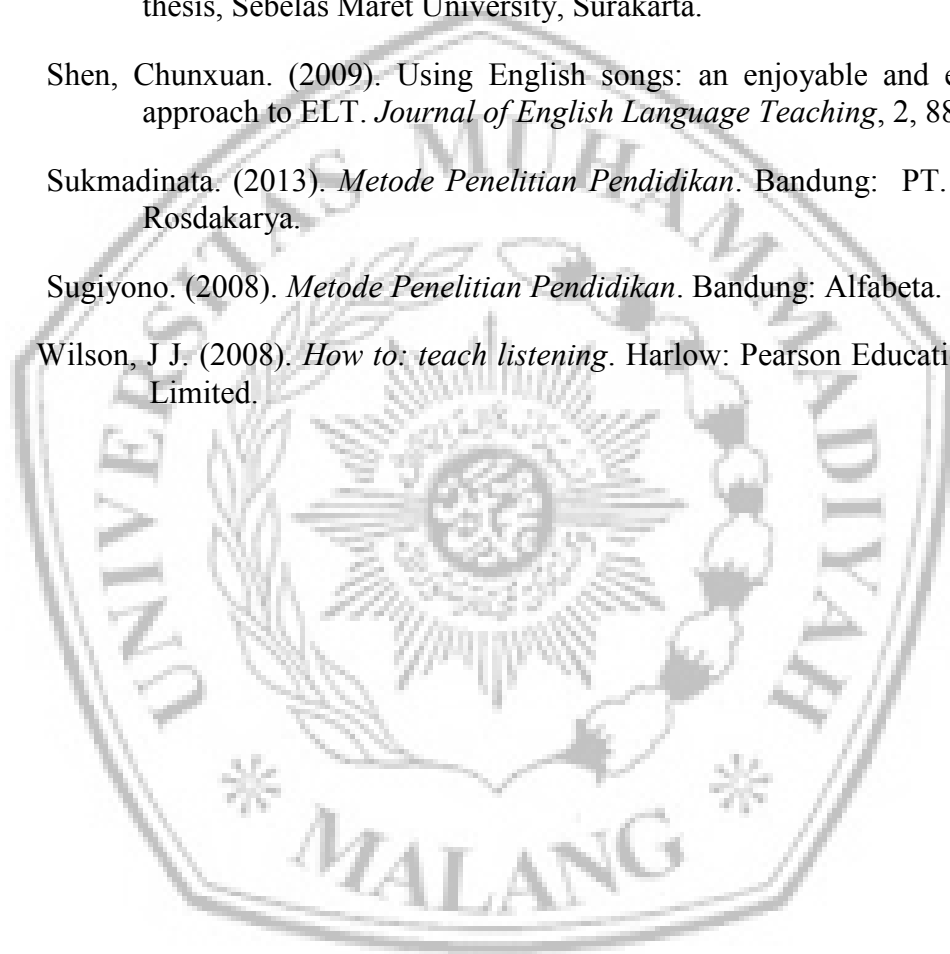 thesis, Sebelas Maret University, Surakarta.
Shen, Chunxuan. (2009). Using English songs: an enjoyable and e
approach to ELT. Journal of English Language Teaching, 2, 88
Sukmadinata. (2013). Metode Penelitian Pendidikan. Bandung: PT.
Rosdakarya.
Sugiyono. (2008). Metode Penelitian Pendidikan. Bandung: Alfabeta.
Wilson, J J. (2008). How to: teach listening. Harlow: Pearson Educati
Limited.
UNIVERSITAS MUHAMMADIYAH
MALANG